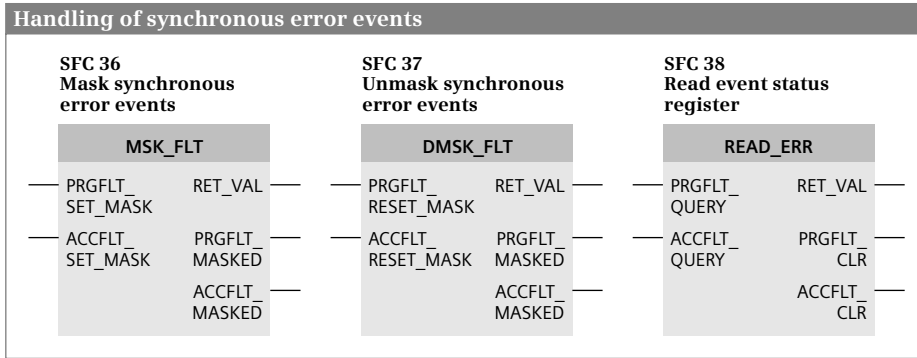 Handling of synchronous error events
SFC 36
Mask synchronous
error events
MSK_FLT
PRGFLT_ RET_VAL
SET_MASK
ACCFLT_ PRGFLT_
SET_MASK MASKED
ACCFLT_
MASKED
SFC 37
Unmask synchronous
error events
DMSK_FLT
PRGFLT_ RET_VAL
RESET_MASK
ACCFLT_ PRGFLT_
RESET_MASK MASKED
ACCFLT_
MASKED
SFC 38
Read event status
register
READ_ERR
PRGFLT_ RET_VAL
QUERY
ACCFLT_ PRGFLT_
QUERY CLR
ACCFLT_
CLR